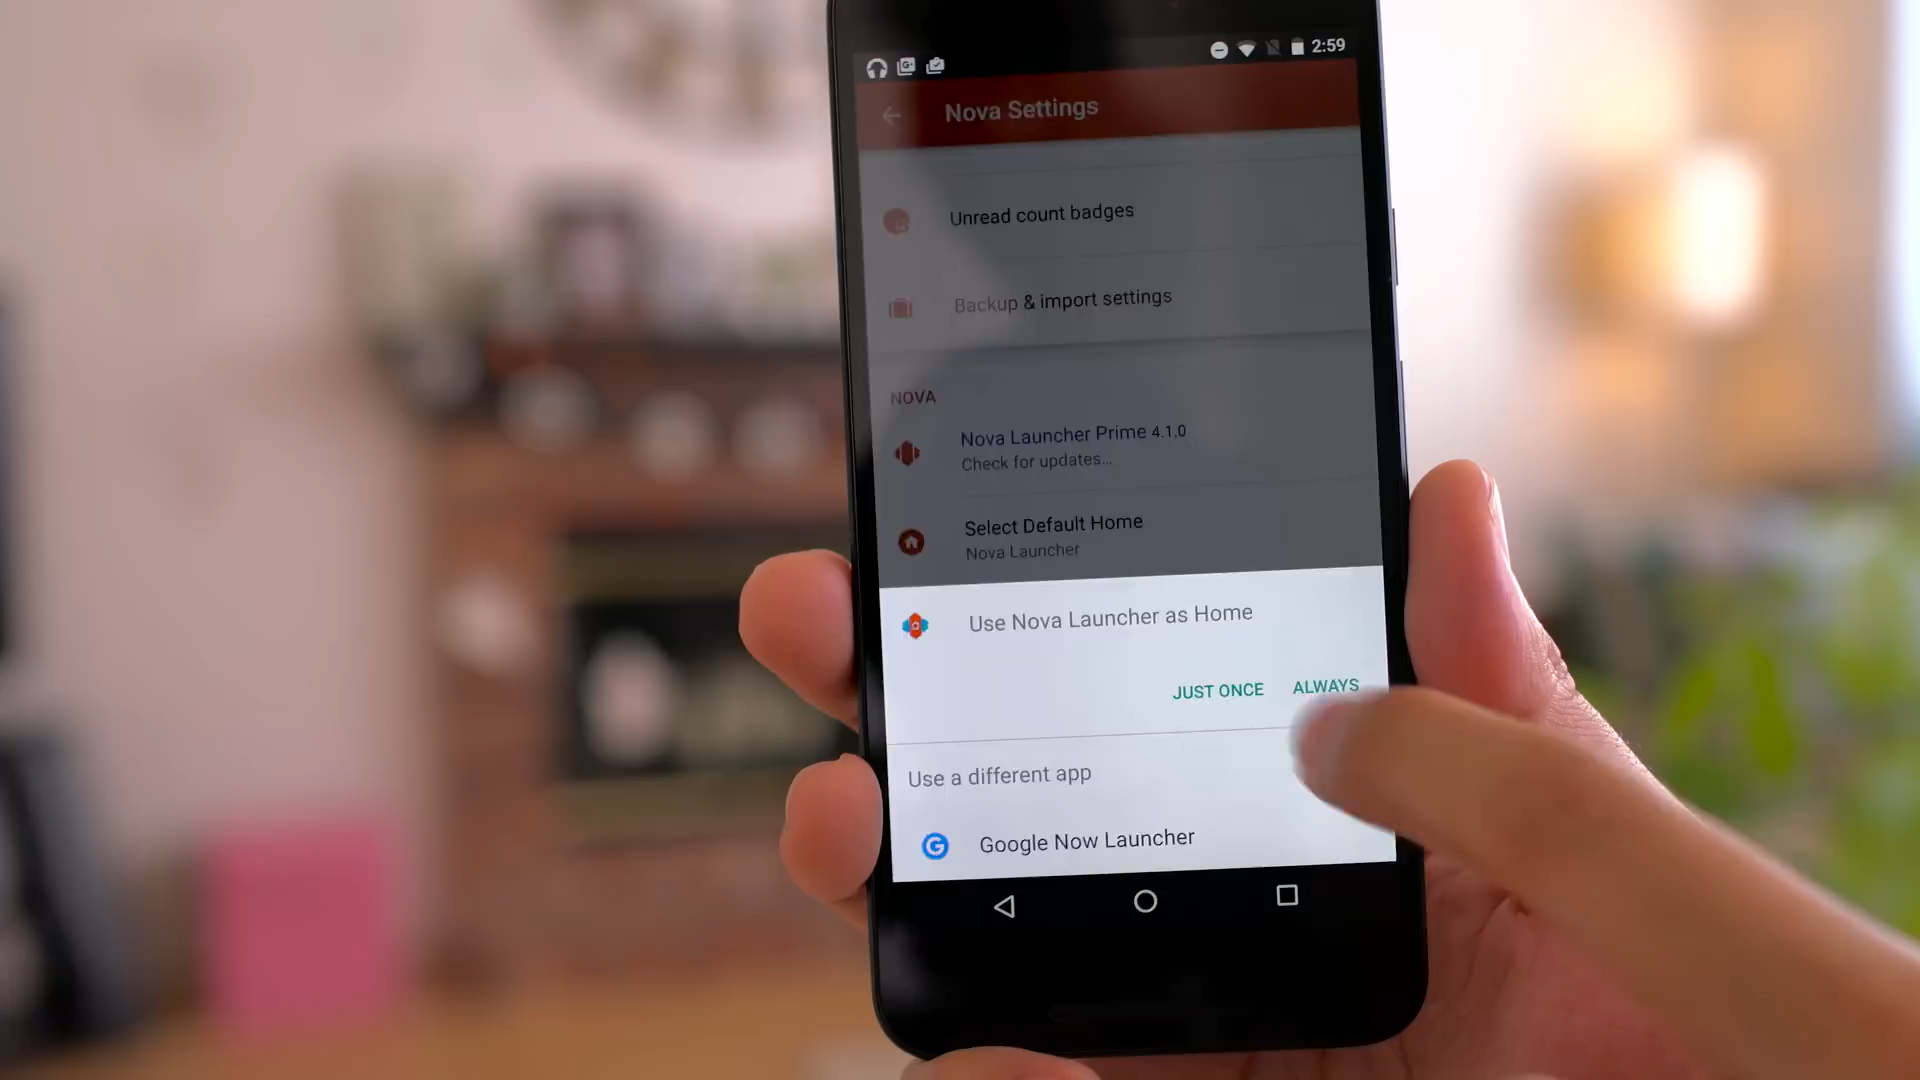 2:59
Nova Settings
Unread count badges
Backup & import settings
NOVA
Nova Launcher Prime 4.1.0
Check for updates...
Select Default Home
Nova Launcher
Use Nova Launcher as Home
JUST ONCE ALWAYS
Use a different app
Google Now Launcher